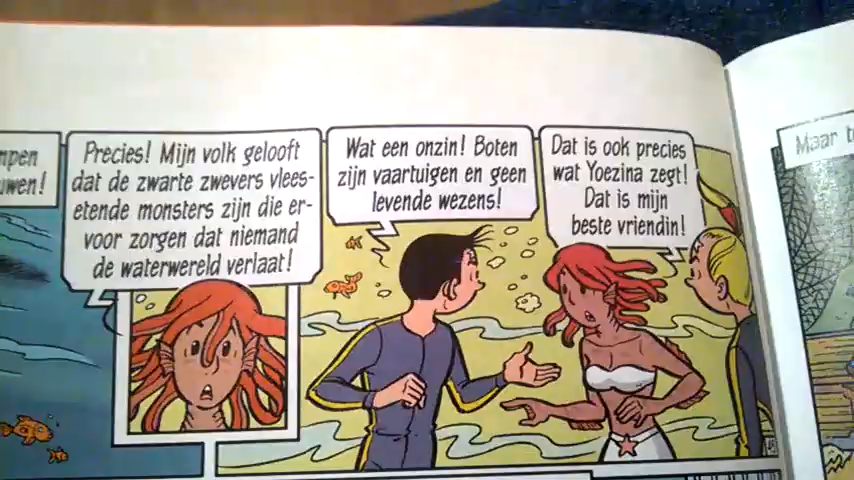 mpen
uwen!
Precies! Mijn volk gelooft
dat de zwarte zwevers vlees-
etende monsters zijn die er-
voor zorgen dat niemand
de waterwereld verlaat!
Wat een onzin! Boten
zijn vaartuigen en geen
levende wezens!
Dat is ook precies
wat Yoezina zegt!
Dat is mijn
beste vriendin!
Maar t